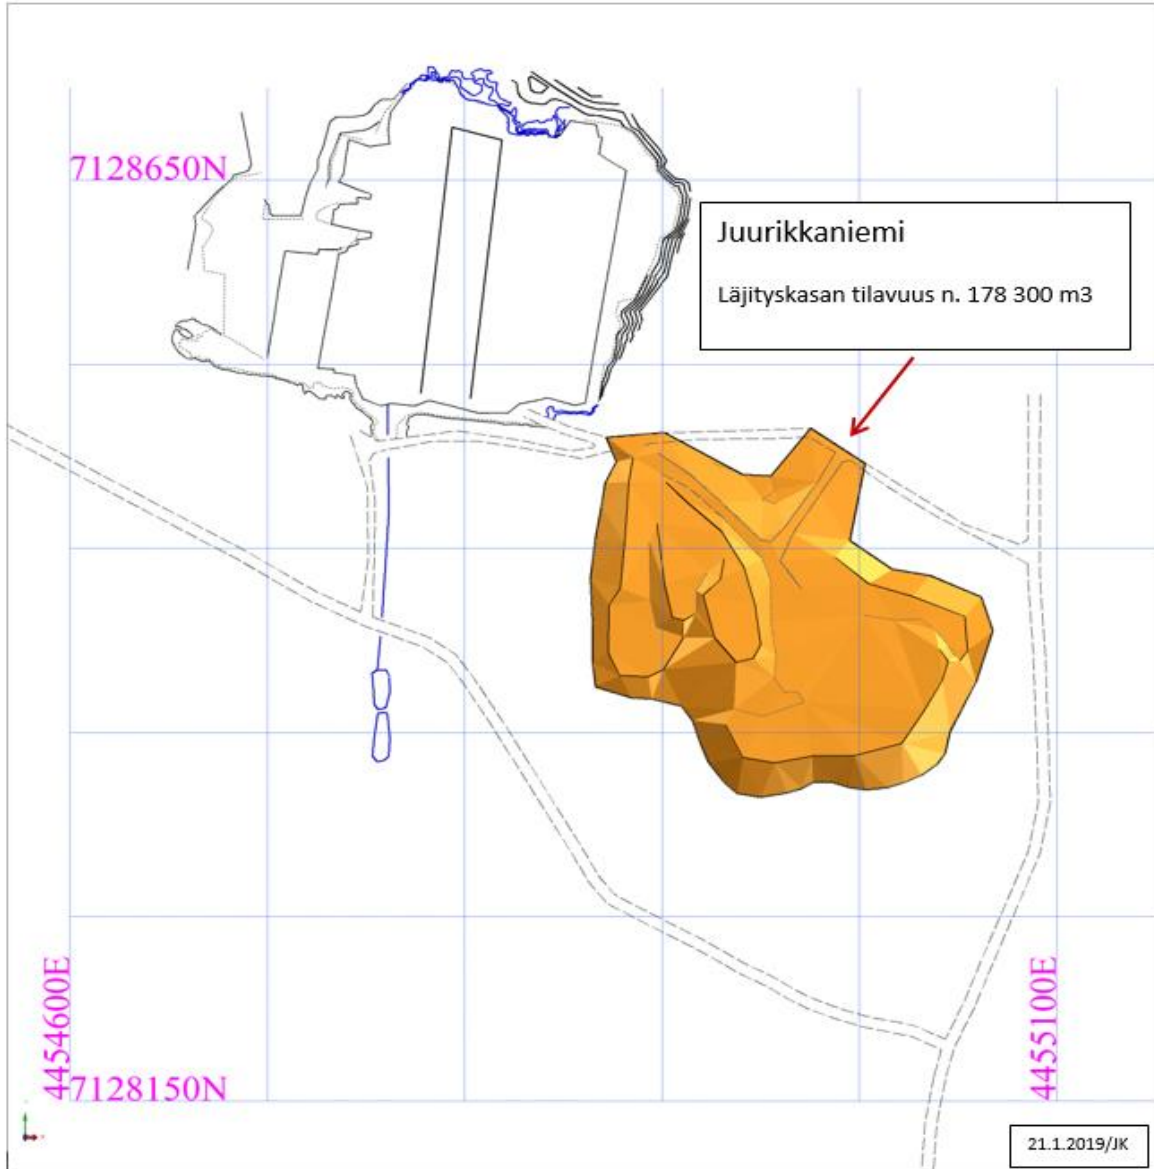 7128650N
Juurikkaniemi
Läjityskasan tilavuus n. 178 300 m3
4454600E
4455100E
7128150N
21.1.2019/JK